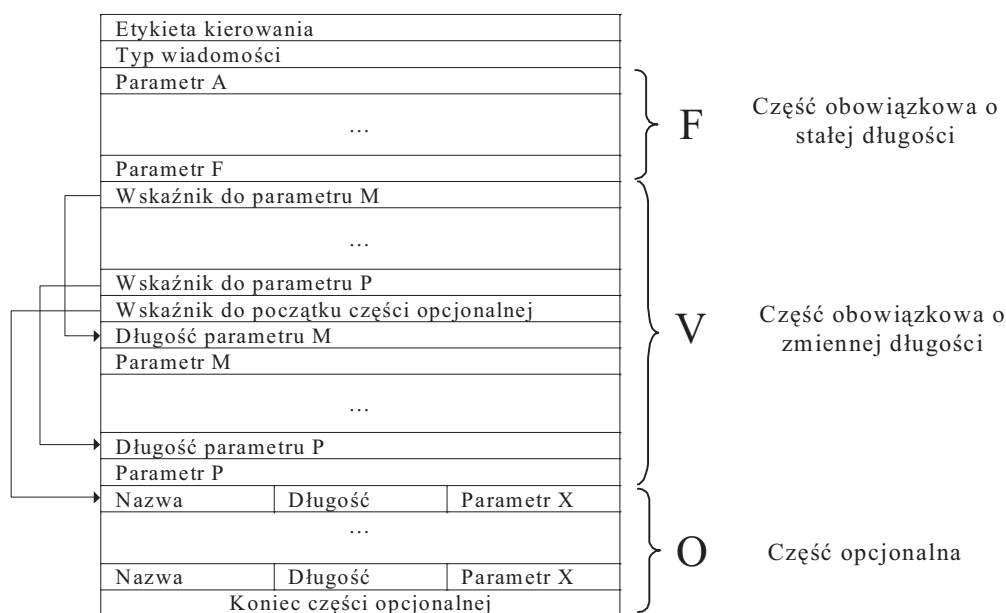 Etykieta kierowania
Typ wiadomości
Parametr A
...
Parametr F
F
Część obowiązkowa o
stałej długości
Wskaźnik do parametru M
...
Wskaźnik do parametru P
Wskaźnik do początku części opcjonalnej
Długość parametru M
Parametr M
...
Długość parametru P
Parametr P
V
Część obowiązkowa o
zmiennej długości
Nazwa Długość Parametr X
...
Nazwa Długość Parametr X
Koniec części opcjonalnej
O
Część opcjonalna